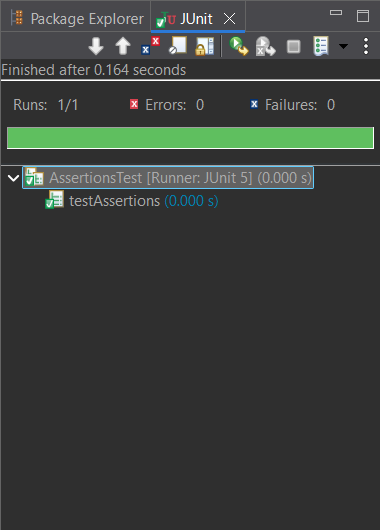 Package Explorer JUnit
Finished after 0.164 seconds
Runs: 1/1 Errors: 0 Failures: 0
AssertionsTest [Runner: JUnit 5] (0.000 s)
testAssertions (0.000 s)